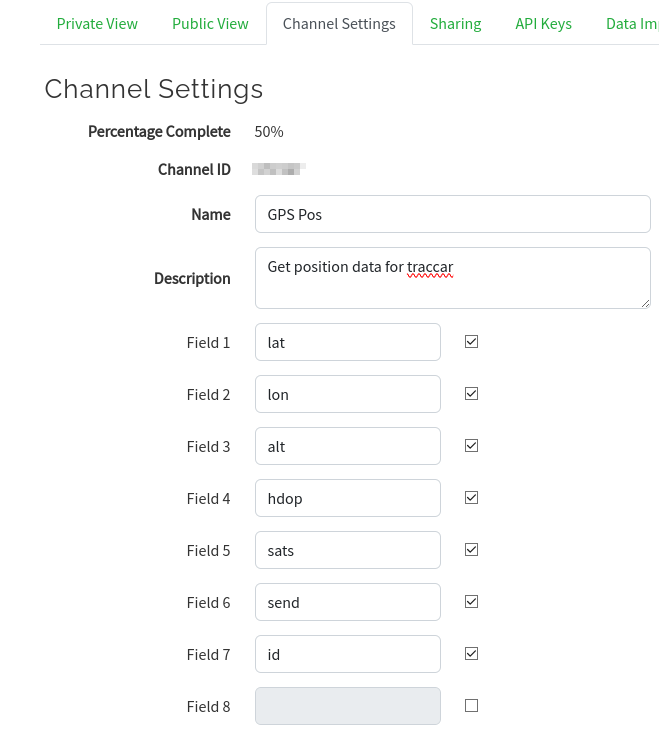 Private View Public View Channel Settings Sharing API Keys Data Im
Channel Settings
Percentage Complete 50%
Channel ID
Name GPS Pos
Description Get position data for traccar
Field 1 lat
Field 2 lon
Field 3 alt
Field 4 hdop
Field 5 sats
Field 6 send
Field 7 id
Field 8